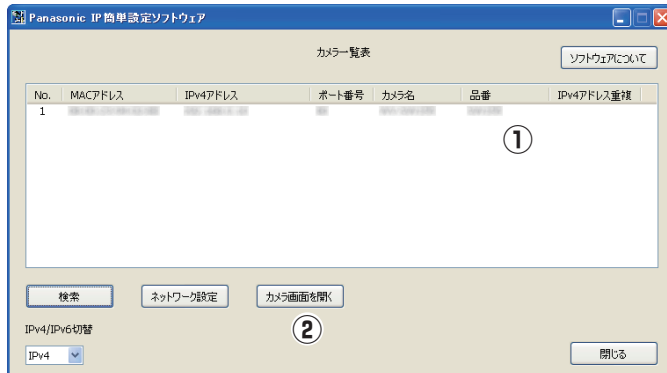 Panasonic IP簡単設定ソフトウェア
カメラ一覧表
ソフトウェアについて
No. MACアドレス IPv4アドレス ポート番号 カメラ名 品番 IPv4アドレス重複
1
①
検索 ネットワーク設定 カメラ画面を開く
②
IPv4/IPv6切替
IPv4 閉じる